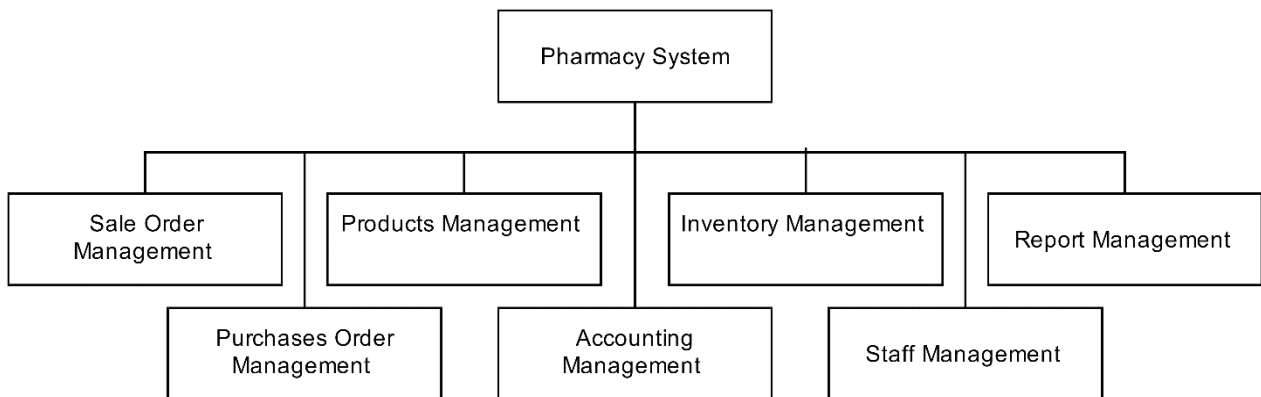 Pharmacy System
Sale Order
Management
Products Management
Inventory Management
Report Management
Purchases Order
Management
Accounting
Management
Staff Management